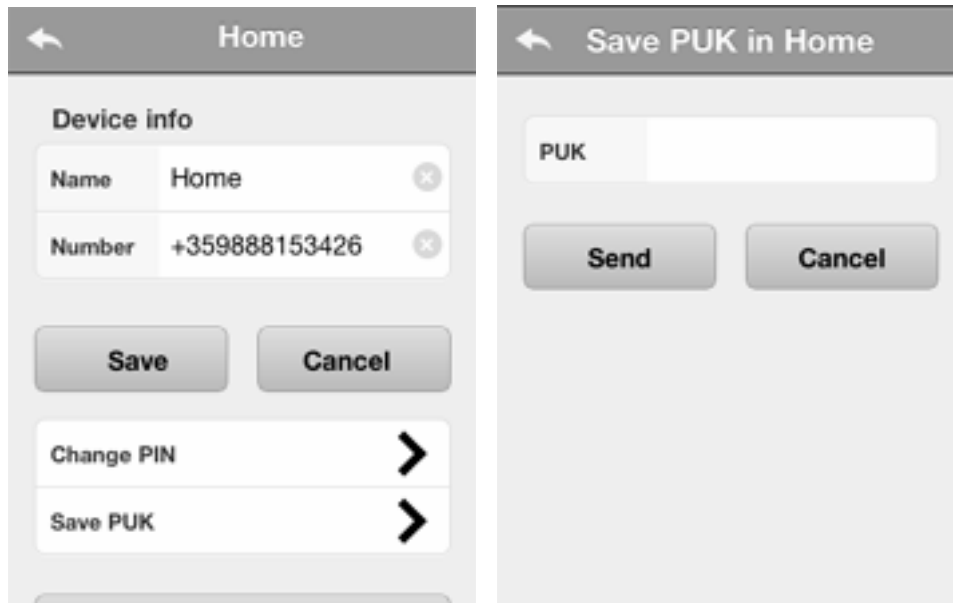 Home
Device info
Name Home
Number +359888153426
Save Cancel
Change PIN
Save PUK
Save PUK in Home
PUK
Send Cancel